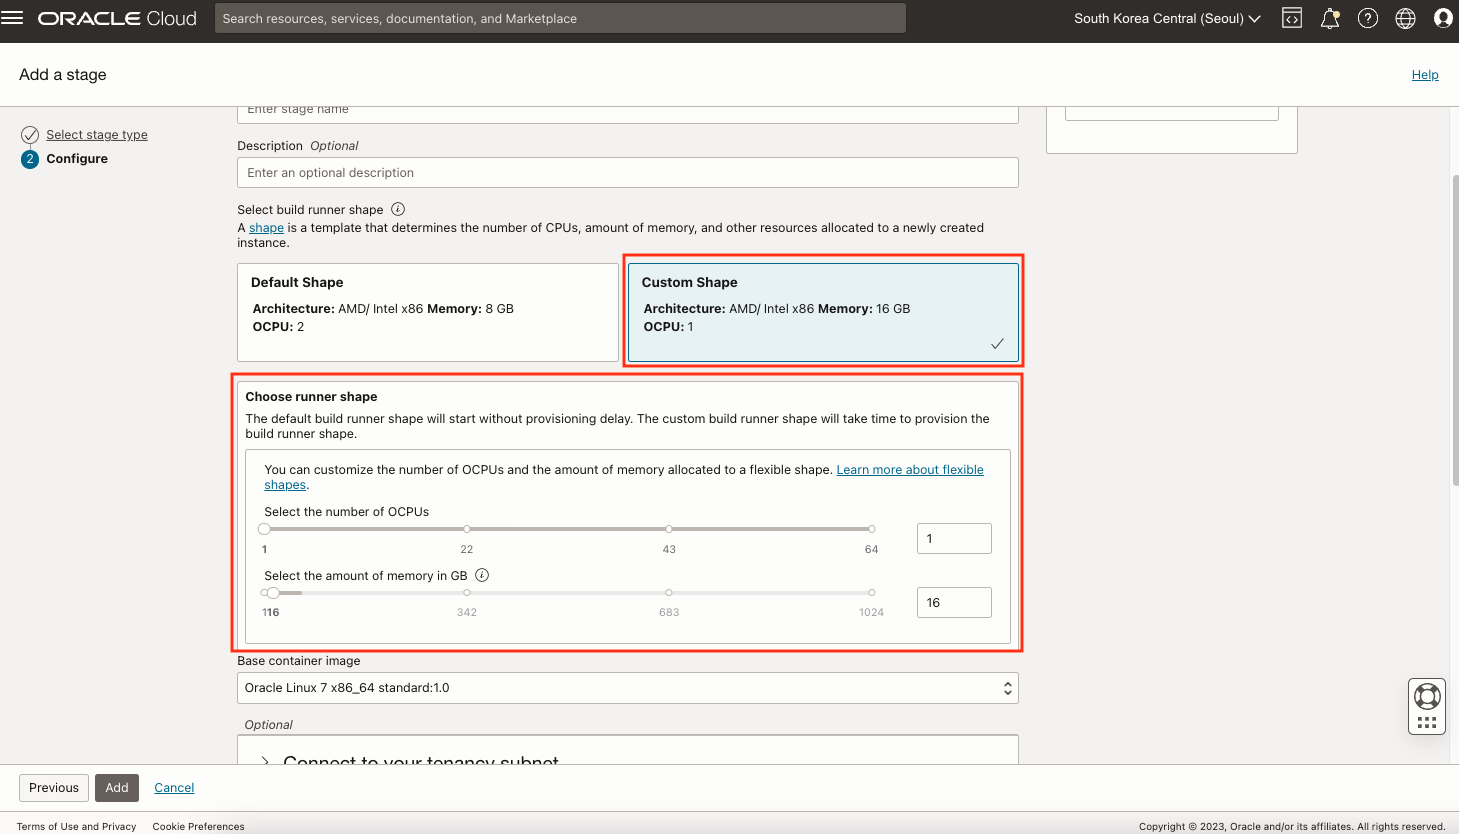 ORACLE Cloud
Search resources, services, documentation, and Marketplace
South Korea Central (Seoul)
Add a stage
Help
Select stage type
2 Configure
Enter stage name
Description Optional
Enter an optional description
Select build runner shape
A shape is a template that determines the number of CPUs, amount of memory, and other resources allocated to a newly created
instance.
Default Shape
Architecture: AMD/ Intel x86 Memory: 8 GB
OCPU: 2
Custom Shape
Architecture: AMD/ Intel x86 Memory: 16 GB
OCPU: 1
Choose runner shape
The default build runner shape will start without provisioning delay. The custom build runner shape will take time to provision the
build runner shape.
You can customize the number of OCPUs and the amount of memory allocated to a flexible shape. Learn more about flexible
shapes.
Select the number of OCPUs
1 22 43 64
1
Select the amount of memory in GB
116 342 683 1024
16
Base container image
Oracle Linux 7 x86_64 standard:1.0
Optional
Connect to your tenancy subnet
Previous Add Cancel
Terms of Use and Privacy Cookie Preferences
Copyright © 2023, Oracle and/or its affiliates. All rights reserved.